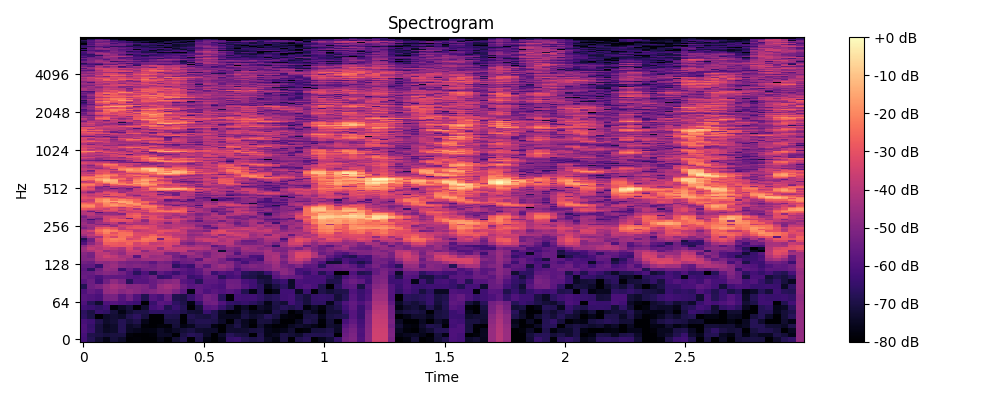 Spectrogram
Hz
4096
2048
1024
512
256
128
64
0
0
0.5
1
1.5
2
2.5
Time
+0 dB
-10 dB
-20 dB
-30 dB
-40 dB
-50 dB
-60 dB
-70 dB
-80 dB